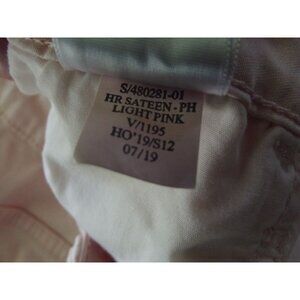 S/480281-01
HR SATEEN - PH
LIGHT PINK
V/1195
HO'19/S12
07/19